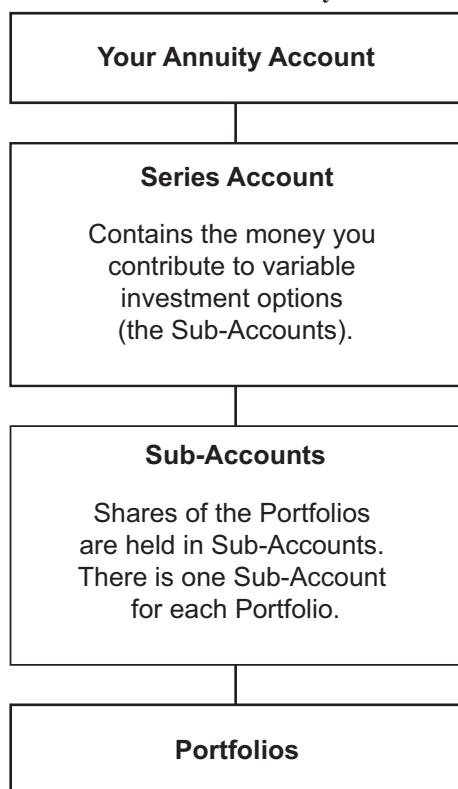 Your Annuity Account
Series Account
Contains the money you
contribute to variable
investment options
(the Sub-Accounts).
Sub-Accounts
Shares of the Portfolios
are held in Sub-Accounts.
There is one Sub-Account
for each Portfolio.
Portfolios